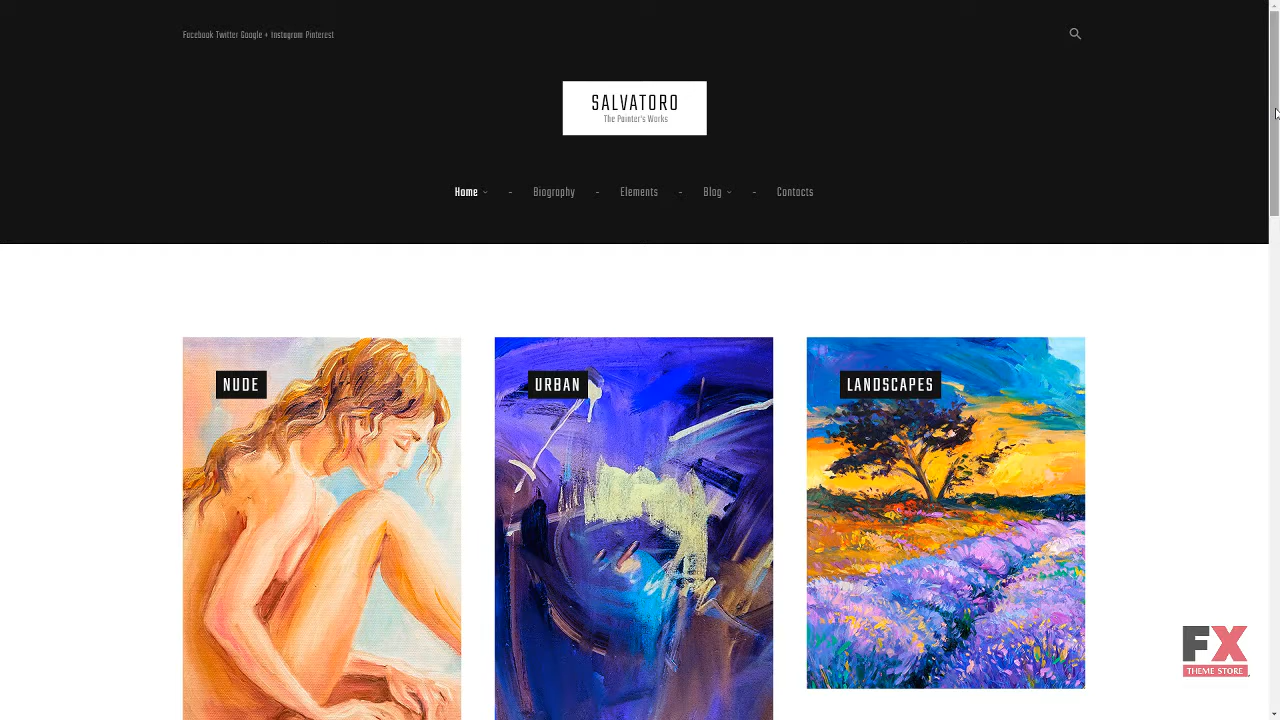 Facebook Twitter Google + Instagram Pinterest
SALVATORO
The Painter's Works
Home - Biography - Elements - Blog - Contacts
NUDE
URBAN
LANDSCAPES
FX
THEME STORE